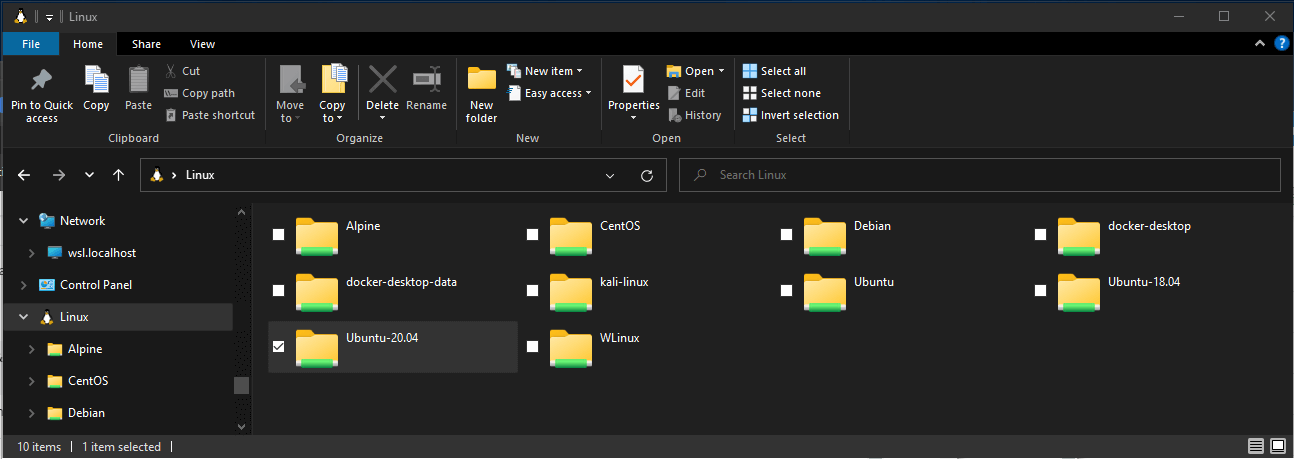 Linux
File Home Share View
Pin to Quick access
Copy
Paste
Cut
Copy path
Paste shortcut
Clipboard
Move to
Copy to
Delete
Rename
Organize
New folder
New item
Easy access
New
Properties
Open
Edit
History
Open
Select all
Select none
Invert selection
Select
Linux
Search Linux
Network
wsl.localhost
Control Panel
Linux
Alpine
CentOS
Debian
Alpine CentOS Debian docker-desktop
docker-desktop-data kali-linux Ubuntu Ubuntu-18.04
Ubuntu-20.04 WLinux
10 items 1 item selected